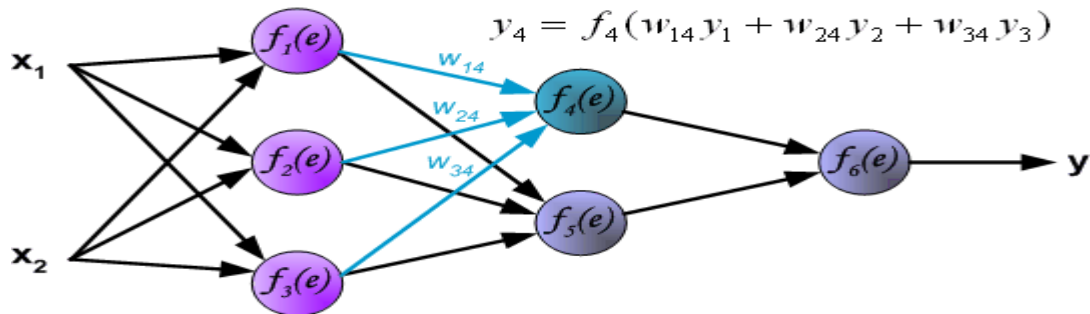 y₄ = f₄(w₁₄y₁ + w₂₄y₂ + w₃₄y₃)
f₁(e)
x₁
w₁₄
f₄(e)
w₂₄
f₂(e)
w₃₄
f₆(e)
y
f₅(e)
x₂
f₃(e)